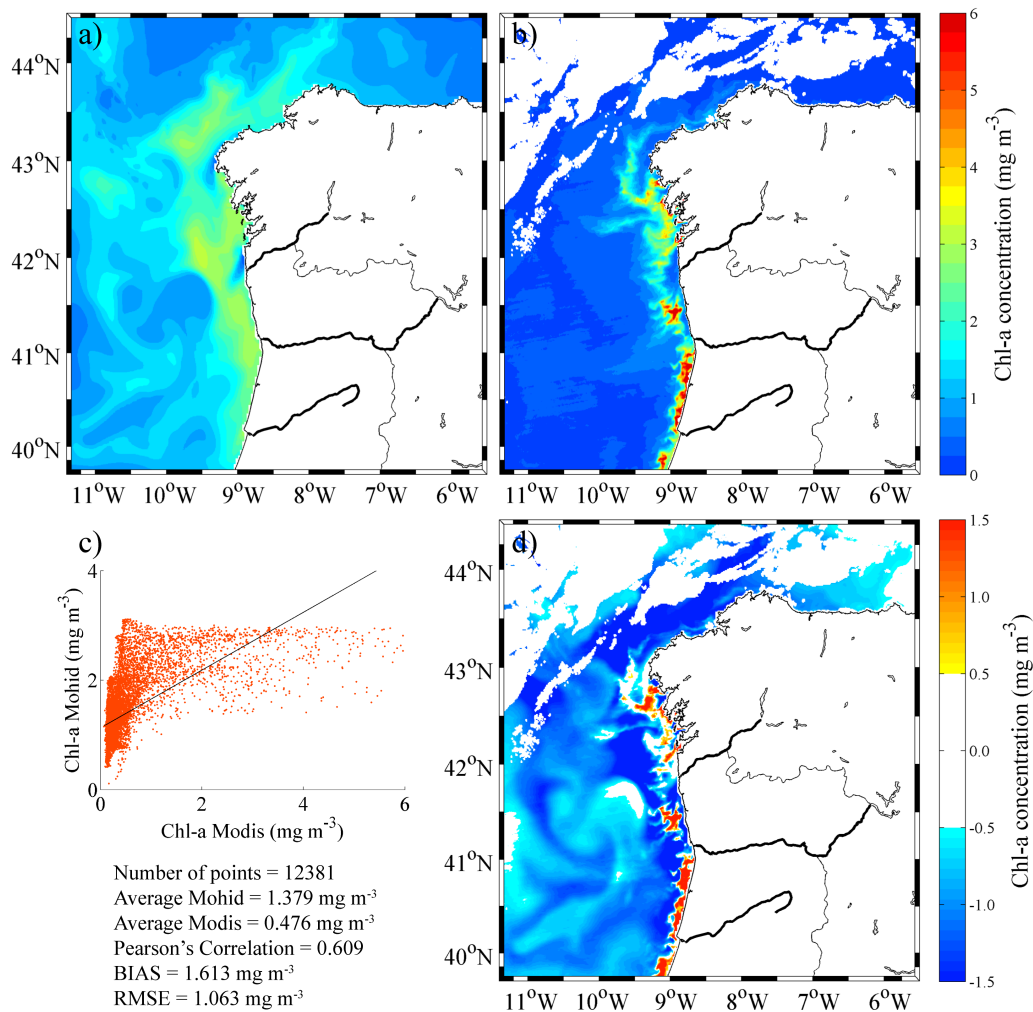 a)
44°N
43°N
42°N
41°N
40°N
11°W 10°W 9°W 8°W 7°W 6°W
b)
44°N
43°N
42°N
41°N
40°N
11°W 10°W 9°W 8°W 7°W 6°W
6
5
4
3
2
1
0
Chl-a concentration (mg m⁻³)
c)
4
2
0
Chl-a Mohid (mg m⁻³)
0 2 4 6
Chl-a Modis (mg m⁻³)
Number of points = 12381
Average Mohid = 1.379 mg m⁻³
Average Modis = 0.476 mg m⁻³
Pearson's Correlation = 0.609
BIAS = 1.613 mg m⁻³
RMSE = 1.063 mg m⁻³
d)
44°N
43°N
42°N
41°N
40°N
11°W 10°W 9°W 8°W 7°W 6°W
1.5
1.0
0.5
0.0
-0.5
-1.0
-1.5
Chl-a concentration (mg m⁻³)